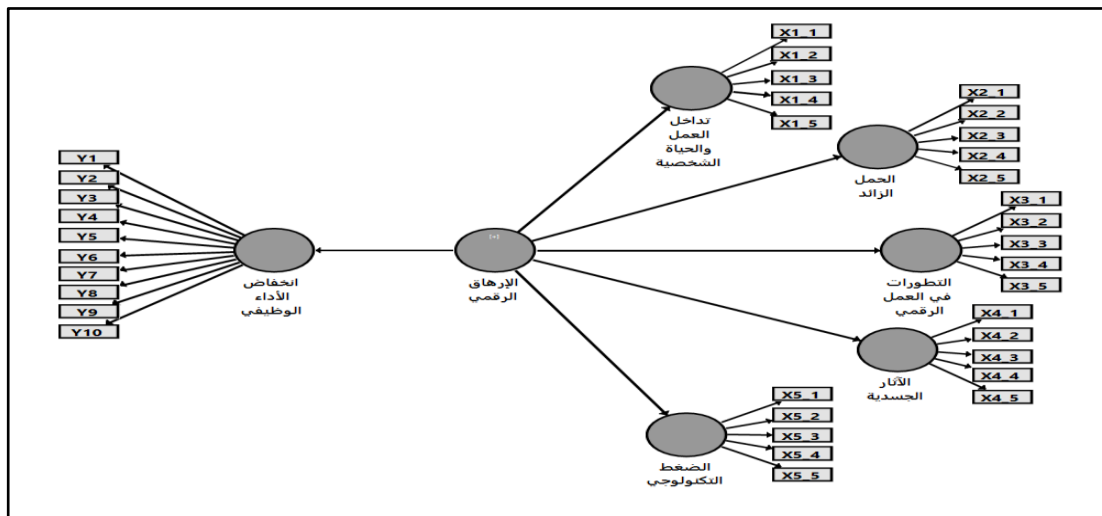 X1_1
X1_2
X1_3
X1_4
X1_5
تداخل
العمل
والحياة
الشخصية
X2_1
X2_2
X2_3
X2_4
X2_5
الحمل
الزائد
Y1
Y2
Y3
Y4
Y5
Y6
Y7
Y8
Y9
Y10
انخفاض
الأداء
الوظيفي
[+]
الإرهاق
الرقمي
X3_1
X3_2
X3_3
X3_4
X3_5
التطورات
في العمل
الرقمي
X4_1
X4_2
X4_3
X4_4
X4_5
الآثار
الجسدية
X5_1
X5_2
X5_3
X5_4
X5_5
الضغط
التكنولوجي